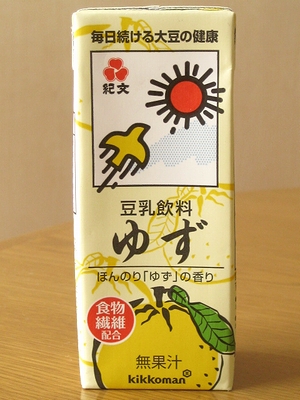 毎日続ける大豆の健康
紀文
豆乳飲料
ゆず
ほんのり「ゆず」の香り
食物
繊維
配合
無果汁
kikkoman